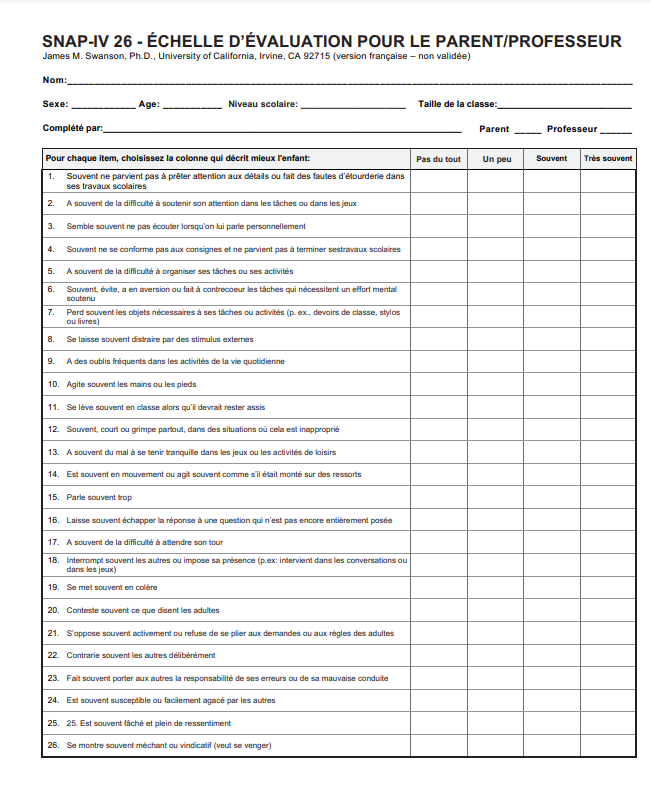 SNAP-IV 26 - ÉCHELLE D’ÉVALUATION POUR LE PARENT/PROFESSEUR
James M. Swanson, Ph.D., University of California, Irvine, CA 92715 (version française – non validée)
Nom:
Sexe: Age: Niveau scolaire: Taille de la classe:
Complété par: Parent Professeur
Pour chaque item, choisissez la colonne qui décrit mieux l'enfant: Pas du tout Un peu Souvent Très souvent
1. Souvent ne parvient pas à prêter attention aux détails ou fait des fautes d'étourderie dans
ses travaux scolaires
2. A souvent de la difficulté à soutenir son attention dans les tâches ou dans les jeux
3. Semble souvent ne pas écouter lorsqu'on lui parle personnellement
4. Souvent ne se conforme pas aux consignes et ne parvient pas à terminer sestravaux scolaires
5. A souvent de la difficulté à organiser ses tâches ou ses activités
6. Souvent, évite, a en aversion ou fait à contrecoeur les tâches qui nécessitent un effort mental
soutenu
7. Perd souvent les objets nécessaires à ses tâches ou activités (p. ex., devoirs de classe, stylos
ou livres)
8. Se laisse souvent distraire par des stimulus externes
9. A des oublis fréquents dans les activités de la vie quotidienne
10. Agite souvent les mains ou les pieds
11. Se lève souvent en classe alors qu'il devrait rester assis
12. Souvent, court ou grimpe partout, dans des situations où cela est inapproprié
13. A souvent du mal à se tenir tranquille dans les jeux ou les activités de loisirs
14. Est souvent en mouvement ou agit souvent comme s'il était monté sur des ressorts
15. Parle souvent trop
16. Laisse souvent échapper la réponse à une question qui n'est pas encore entièrement posée
17. A souvent de la difficulté à attendre son tour
18. Interrompt souvent les autres ou impose sa présence (p.ex: intervient dans les conversations ou
dans les jeux)
19. Se met souvent en colère
20. Conteste souvent ce que disent les adultes
21. S'oppose souvent activement ou refuse de se plier aux demandes ou aux règles des adultes
22. Contrarie souvent les autres délibérément
23. Fait souvent porter aux autres la responsabilité de ses erreurs ou de sa mauvaise conduite
24. Est souvent susceptible ou facilement agacé par les autres
25. 25. Est souvent fâché et plein de ressentiment
26. Se montre souvent méchant ou vindicatif (veut se venger)